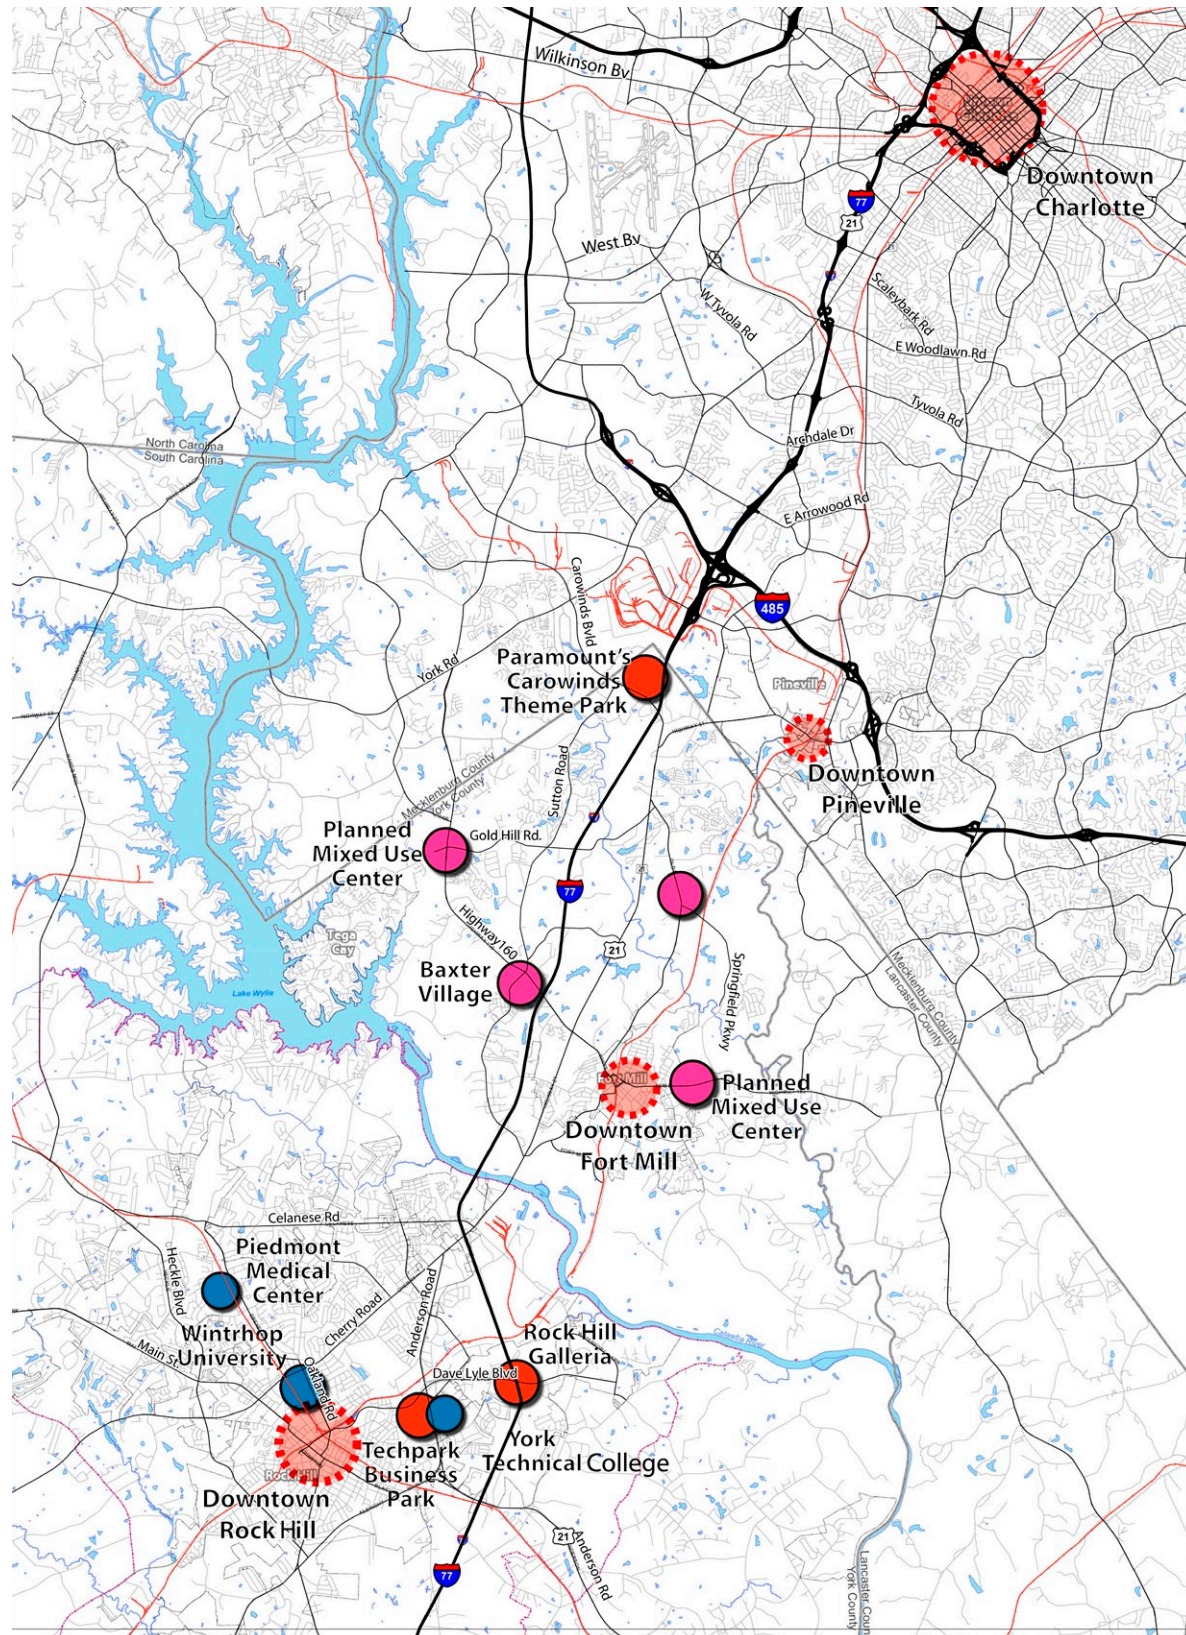 Wilkinson Bv
Downtown
Charlotte
77
21
West Bv
Scaleybark Rd
W Tyvola Rd
E Woodlawn Rd
Tyvola Rd
North Carolina
South Carolina
Archdale Dr
E Arrowood Rd
Carowinds Bvld
485
Paramount's
Carowinds
Theme Park
York Rd
Pineville
Downtown
Pineville
Mecklenburg County
York County
Sutton Road
Planned
Mixed Use
Center
Gold Hill Rd.
77
Highway160
21
Tega
Cay
Baxter
Village
Lake Wylie
Springfield Pkwy
Mecklenburg County
Lancaster County
Fort Mill
Planned
Mixed Use
Center
Downtown
Fort Mill
Celanese Rd
Piedmont
Medical
Center
Heckle Blvd
Cherry Road
Anderson Road
Wintrhop
University
Main St
Oakland Rd
Rock Hill
Galleria
Catawba River
Dave Lyle Blvd
York
Technical College
Techpark
Business
Park
Rock Hill
Downtown
Rock Hill
21
Anderson Rd
77
Lancaster Coun
York County